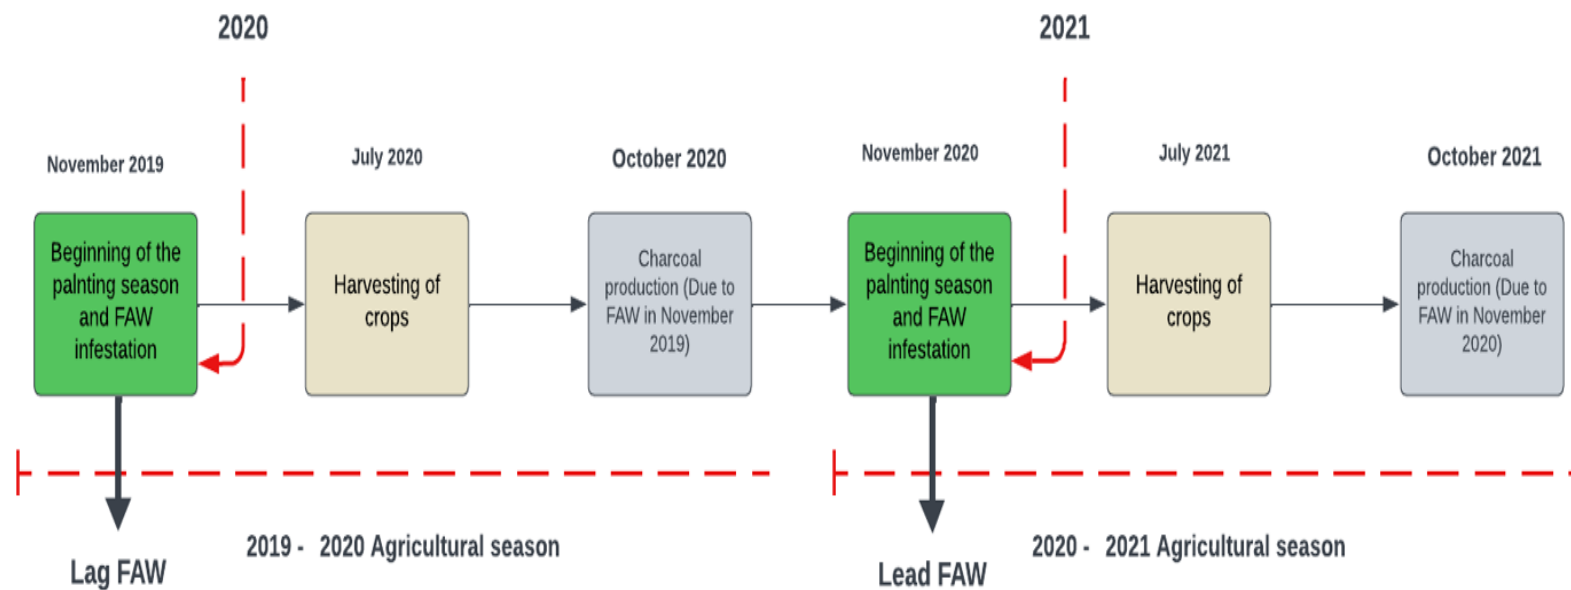 2020
2021
November 2019
July 2020
October 2020
November 2020
July 2021
October 2021
Beginning of the
palnting season
and FAW
infestation
Harvesting of
crops
Charcoal
production (Due to
FAW in November
2019)
Beginning of the
palnting season
and FAW
infestation
Harvesting of
crops
Charcoal
production (Due to
FAW in November
2020)
2019 - 2020 Agricultural season
2020 - 2021 Agricultural season
Lag FAW
Lead FAW